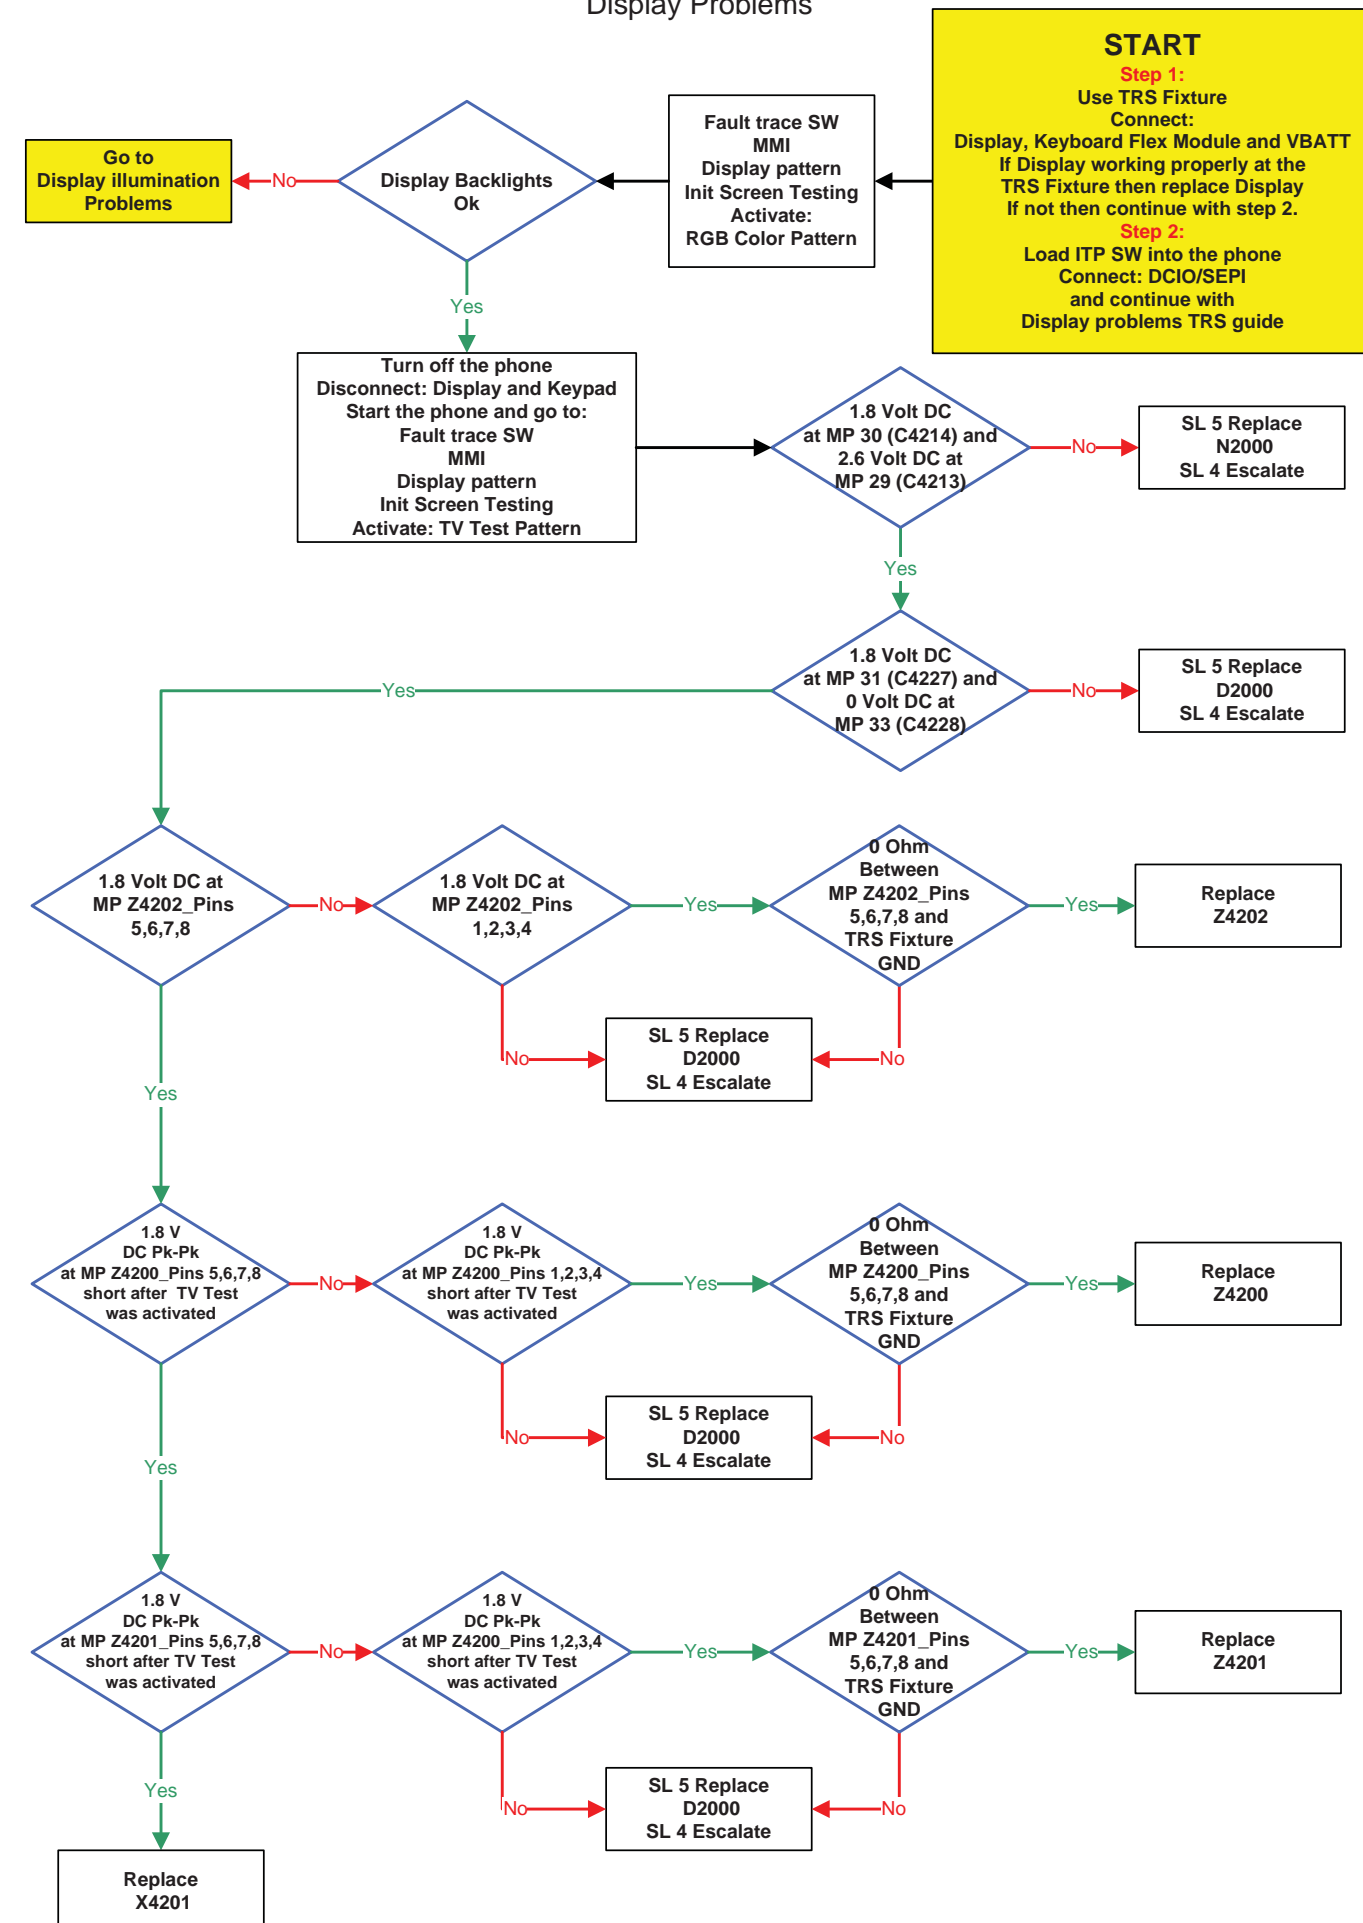 Display Problems
START
Step 1:
Use TRS Fixture
Connect:
Display, Keyboard Flex Module and VBATT
If Display working properly at the
TRS Fixture then replace Display
If not then continue with step 2.
Step 2:
Load ITP SW into the phone
Connect: DCIO/SEPI
and continue with
Display problems TRS guide
Fault trace SW
MMI
Display pattern
Init Screen Testing
Activate:
RGB Color Pattern
Display Backlights
Ok
No
Go to
Display illumination
Problems
Yes
Turn off the phone
Disconnect: Display and Keypad
Start the phone and go to:
Fault trace SW
MMI
Display pattern
Init Screen Testing
Activate: TV Test Pattern
1.8 Volt DC
at MP 30 (C4214) and
2.6 Volt DC at
MP 29 (C4213)
No
SL 5 Replace
N2000
SL 4 Escalate
Yes
1.8 Volt DC
at MP 31 (C4227) and
0 Volt DC at
MP 33 (C4228)
No
SL 5 Replace
D2000
SL 4 Escalate
Yes
1.8 Volt DC at
MP Z4202_Pins
5,6,7,8
No
1.8 Volt DC at
MP Z4202_Pins
1,2,3,4
Yes
0 Ohm
Between
MP Z4202_Pins
5,6,7,8 and
TRS Fixture
GND
Yes
Replace
Z4202
No
SL 5 Replace
D2000
SL 4 Escalate
No
Yes
1.8 V
DC Pk-Pk
at MP Z4200_Pins 5,6,7,8
short after TV Test
was activated
No
1.8 V
DC Pk-Pk
at MP Z4200_Pins 1,2,3,4
short after TV Test
was activated
Yes
0 Ohm
Between
MP Z4200_Pins
5,6,7,8 and
TRS Fixture
GND
Yes
Replace
Z4200
No
SL 5 Replace
D2000
SL 4 Escalate
No
Yes
1.8 V
DC Pk-Pk
at MP Z4201_Pins 5,6,7,8
short after TV Test
was activated
No
1.8 V
DC Pk-Pk
at MP Z4200_Pins 1,2,3,4
short after TV Test
was activated
Yes
0 Ohm
Between
MP Z4201_Pins
5,6,7,8 and
TRS Fixture
GND
Yes
Replace
Z4201
No
SL 5 Replace
D2000
SL 4 Escalate
No
Yes
Replace
X4201